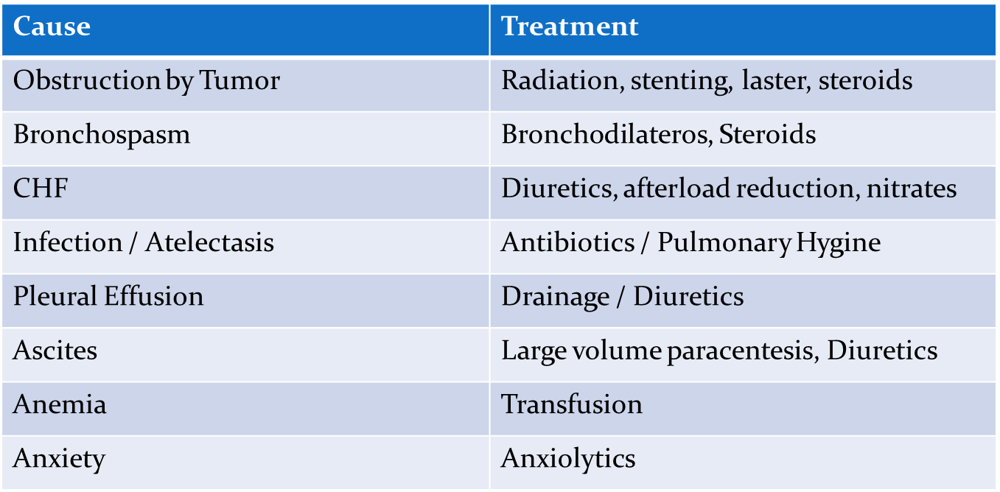 Cause Treatment
Obstruction by Tumor Radiation, stenting, laster, steroids
Bronchospasm Bronchodilateros, Steroids
CHF Diuretics, afterload reduction, nitrates
Infection / Atelectasis Antibiotics / Pulmonary Hygine
Pleural Effusion Drainage / Diuretics
Ascites Large volume paracentesis, Diuretics
Anemia Transfusion
Anxiety Anxiolytics